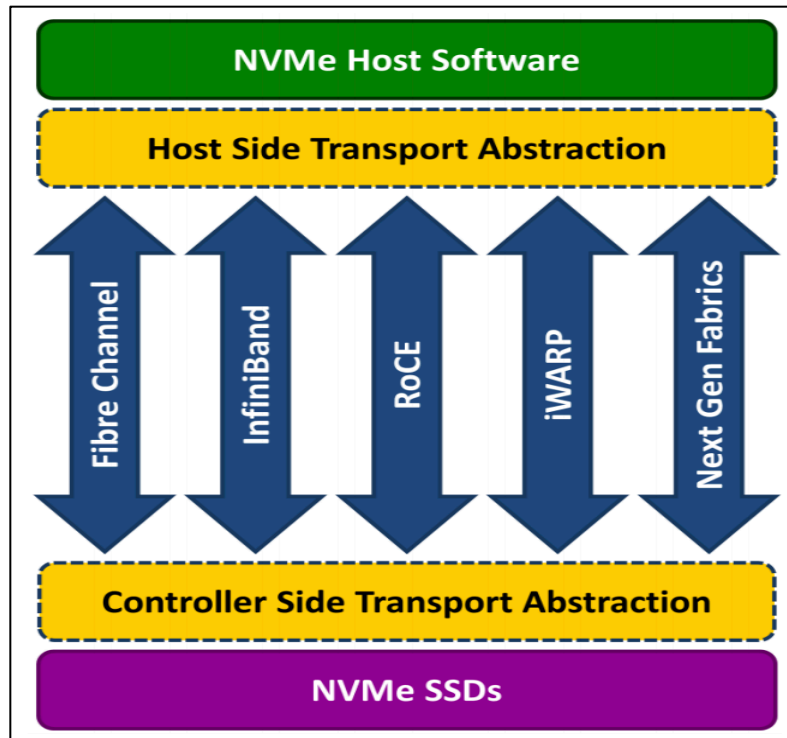 NVMe Host Software
Host Side Transport Abstraction
Fibre Channel
InfiniBand
RoCE
iWARP
Next Gen Fabrics
Controller Side Transport Abstraction
NVMe SSDs